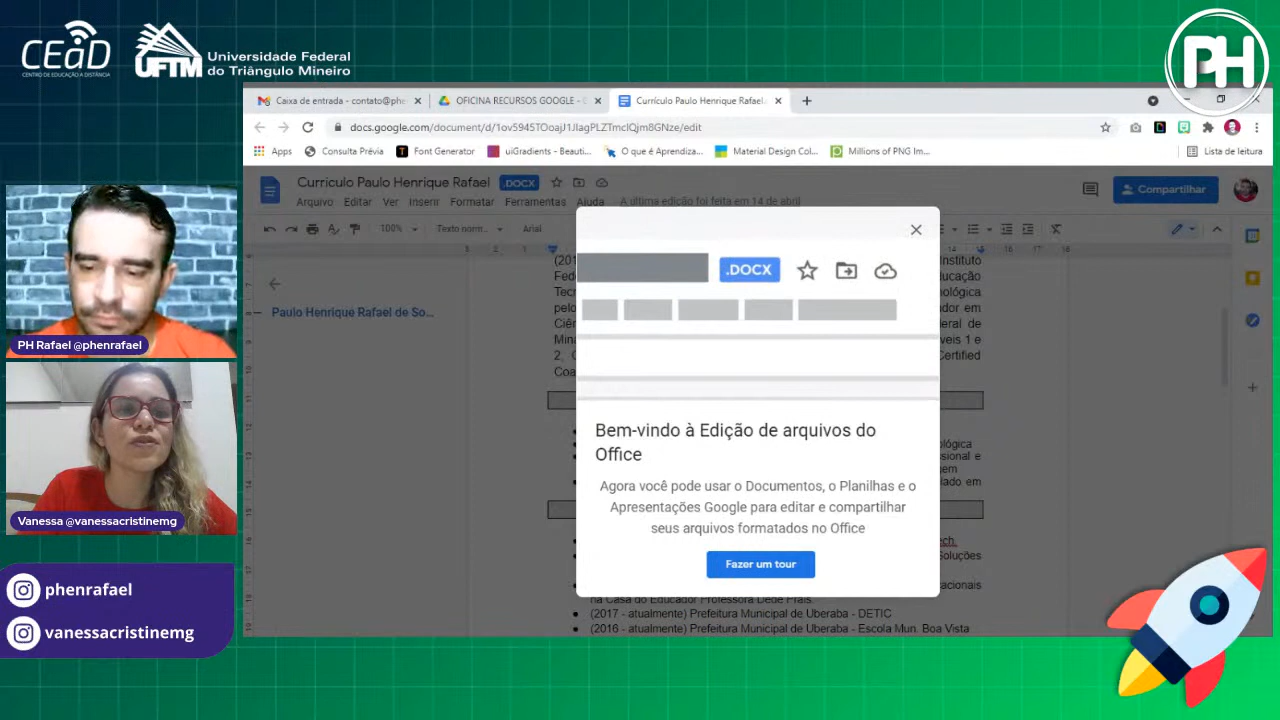 CEaD
CENTRO DE EDUCAÇÃO A DISTÂNCIA
UFTM
Universidade Federal
do Triângulo Mineiro
PH
Caixa de entrada - contato@phe
OFICINA RECURSOS GOOGLE -
Currículo Paulo Henrique Rafael
docs.google.com/document/d/1ov5945TOoajJ1JlagPLZTmclQjm8GNze/edit
Apps
Consulta Prévia
Font Generator
uiGradients - Beauti...
O que é Aprendiza...
Material Design Col...
Millions of PNG Im...
Lista de leitura
Curriculo Paulo Henrique Rafael
.DOCX
Compartilhar
Arquivo Editar Ver Inserir Formatar Ferramentas Ajuda
A última edição foi feita em 14 de abril
100%
Texto norm...
Arial
Paulo Henrique Rafael de So...
.DOCX
Bem-vindo à Edição de arquivos do
Office
Agora você pode usar o Documentos, o Planilhas e o
Apresentações Google para editar e compartilhar
seus arquivos formatados no Office
Fazer um tour
na Casa do Educador Professora Dedê Prais.
(2017 - atualmente) Prefeitura Municipal de Uberaba - DETIC
(2016 - atualmente) Prefeitura Municipal de Uberaba - Escola Mun. Boa Vista
PH Rafael @phenrafael
Vanessa @vanessacristinemg
phenrafael
vanessacristinemg